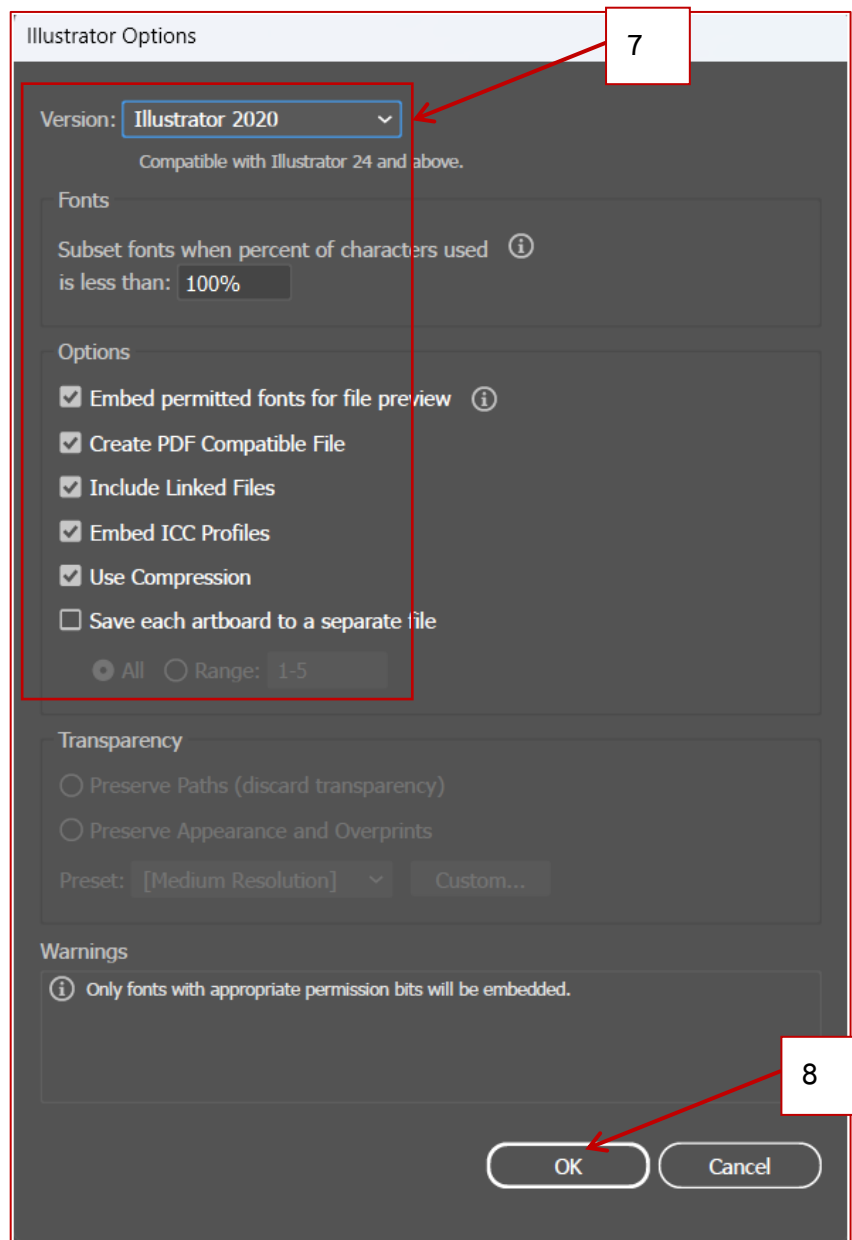 Illustrator Options
7
Version: Illustrator 2020
Compatible with Illustrator 24 and above.
Fonts
Subset fonts when percent of characters used
is less than: 100%
Options
Embed permitted fonts for file preview
Create PDF Compatible File
Include Linked Files
Embed ICC Profiles
Use Compression
Save each artboard to a separate file
All Range: 1-5
Transparency
Preserve Paths (discard transparency)
Preserve Appearance and Overprints
Preset: [Medium Resolution] Custom...
Warnings
Only fonts with appropriate permission bits will be embedded.
8
OK Cancel